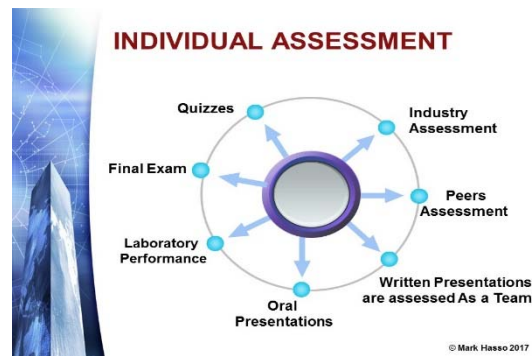 INDIVIDUAL ASSESSMENT
Quizzes
Industry
Assessment
Final Exam
Peers
Assessment
Laboratory
Performance
Written Presentations
are assessed As a Team
Oral
Presentations
© Mark Hasso 2017